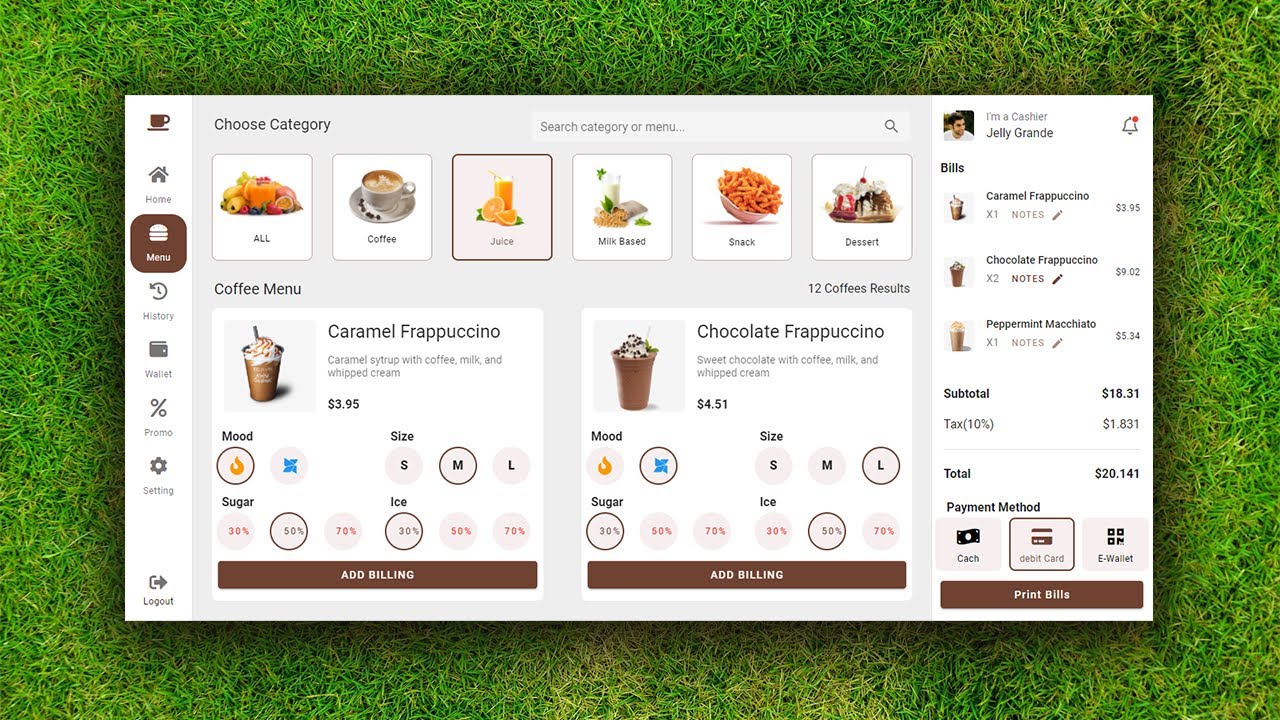 Choose Category
Search category or menu...
I'm a Cashier
Jelly Grande
Home
Menu
History
Wallet
Promo
Setting
Logout
ALL
Coffee
Juice
Milk Based
Snack
Dessert
Coffee Menu
12 Coffees Results
Caramel Frappuccino
Caramel sytrup with coffee, milk, and
whipped cream
$3.95
Mood
Size
S M L
Sugar
Ice
30% 50% 70%
30% 50% 70%
ADD BILLING
Chocolate Frappuccino
Sweet chocolate with coffee, milk, and
whipped cream
$4.51
Mood
Size
S M L
Sugar
Ice
30% 50% 70%
30% 50% 70%
ADD BILLING
Bills
Caramel Frappuccino
X1 NOTES
$3.95
Chocolate Frappuccino
X2 NOTES
$9.02
Peppermint Macchiato
X1 NOTES
$5.34
Subtotal $18.31
Tax(10%) $1.831
Total $20.141
Payment Method
Cach
debit Card
E-Wallet
Print Bills